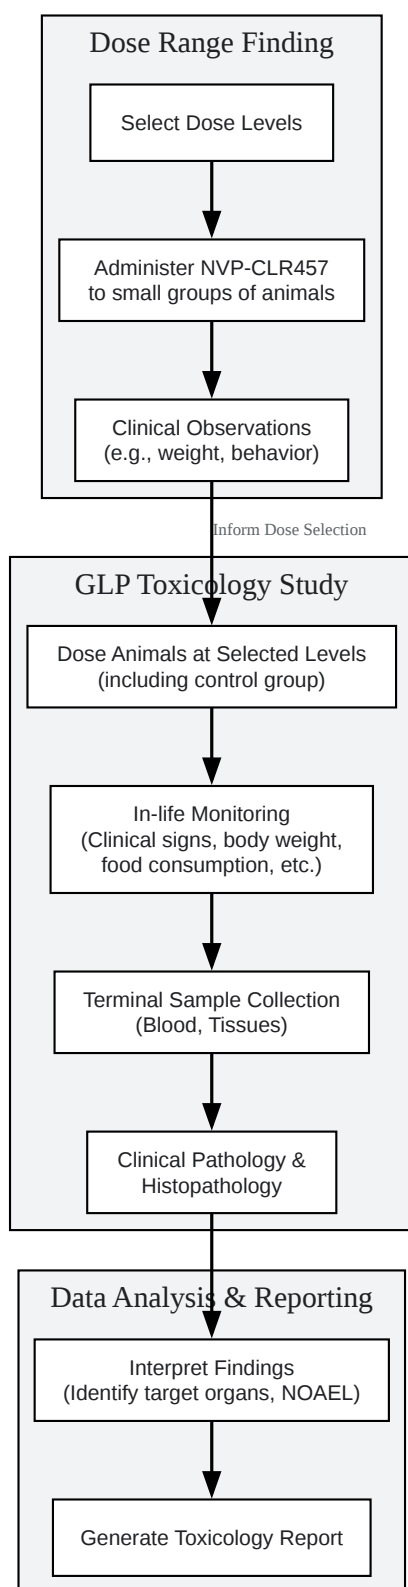 Dose Range Finding
Select Dose Levels
Administer NVP-CLR457
to small groups of animals
Clinical Observations
(e.g., weight, behavior)
Inform Dose Selection
GLP Toxicology Study
Dose Animals at Selected Levels
(including control group)
In-life Monitoring
(Clinical signs, body weight,
food consumption, etc.)
Terminal Sample Collection
(Blood, Tissues)
Clinical Pathology &
Histopathology
Data Analysis & Reporting
Interpret Findings
(Identify target organs, NOAEL)
Generate Toxicology Report